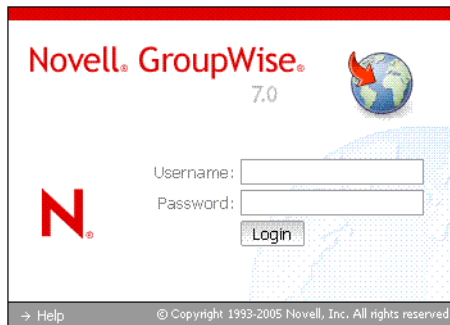 Novell® GroupWise®
7.0
Username:
Password:
N®
Login
→ Help © Copyright 1993-2005 Novell, Inc. All rights reserved